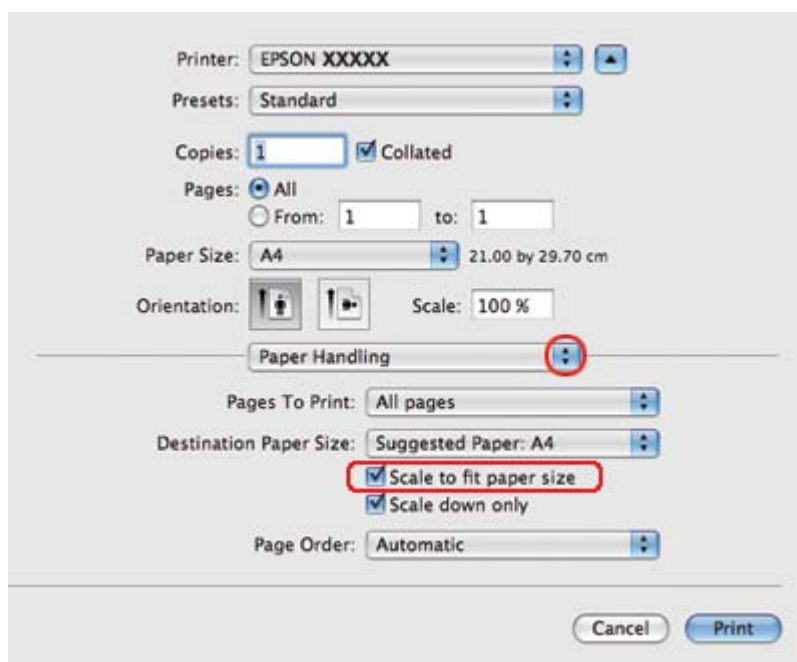 Printer: EPSON XXXXX
Presets: Standard
Copies: 1 Collated
Pages: All
From: 1 to: 1
Paper Size: A4 21.00 by 29.70 cm
Orientation: Scale: 100 %
Paper Handling
Pages To Print: All pages
Destination Paper Size: Suggested Paper: A4
Scale to fit paper size
Scale down only
Page Order: Automatic
Cancel Print